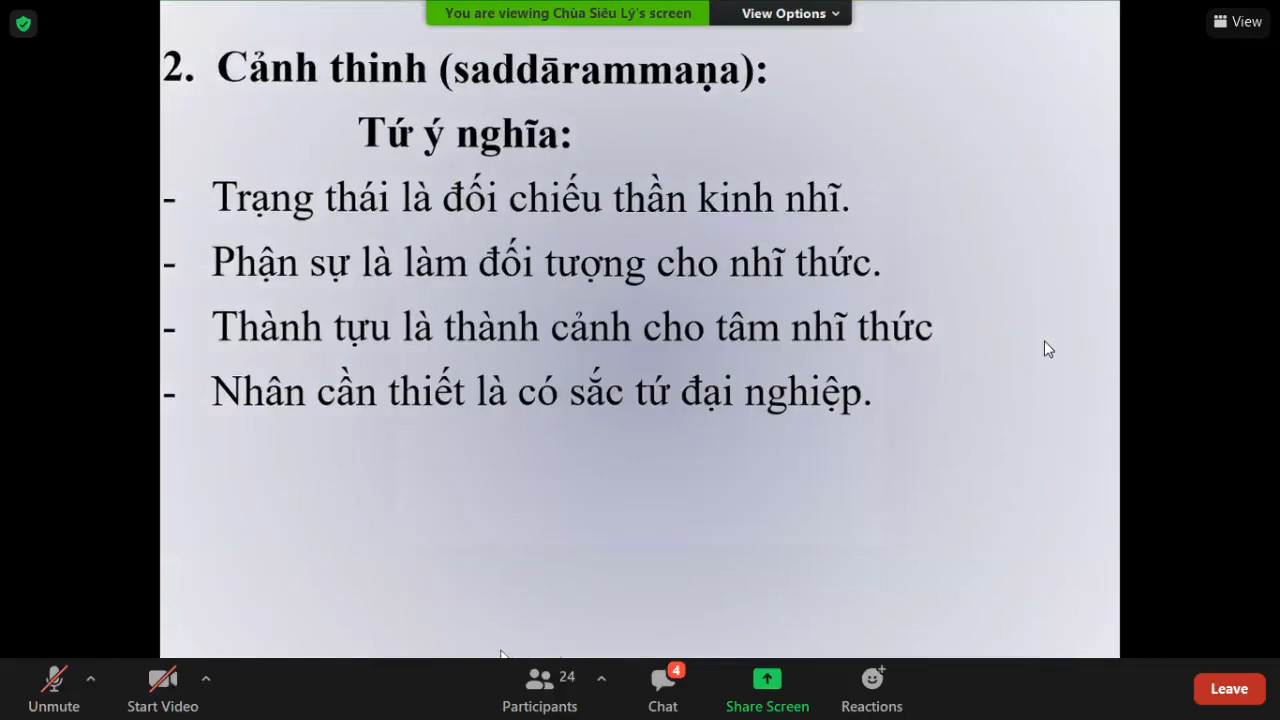 You are viewing Chùa Siêu Lý's screen
View Options
View
2. Cảnh thinh (saddārammaṇa):
Tứ ý nghĩa:
- Trạng thái là đối chiếu thần kinh nhĩ.
- Phận sự là làm đối tượng cho nhĩ thức.
- Thành tựu là thành cảnh cho tâm nhĩ thức
- Nhân cần thiết là có sắc tứ đại nghiệp.
Unmute
Start Video
24
Participants
4
Chat
Share Screen
Reactions
Leave